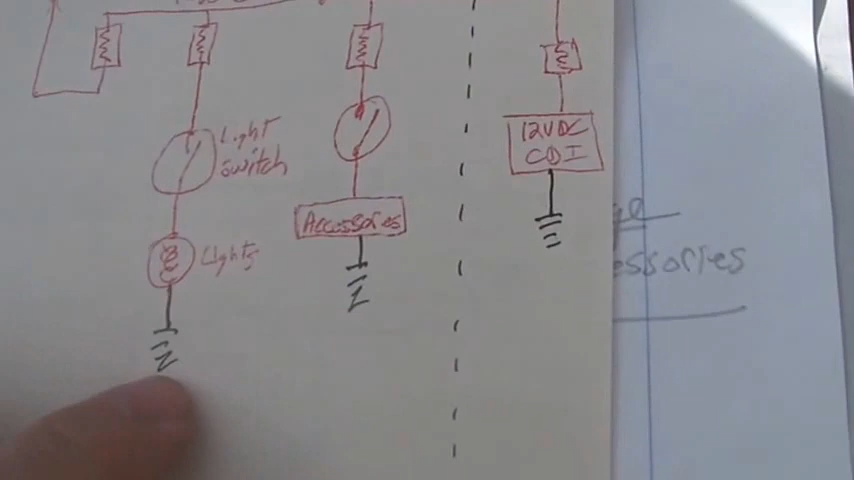 Light
Switch
Lights
Accessories
12VDC
CDI
essories